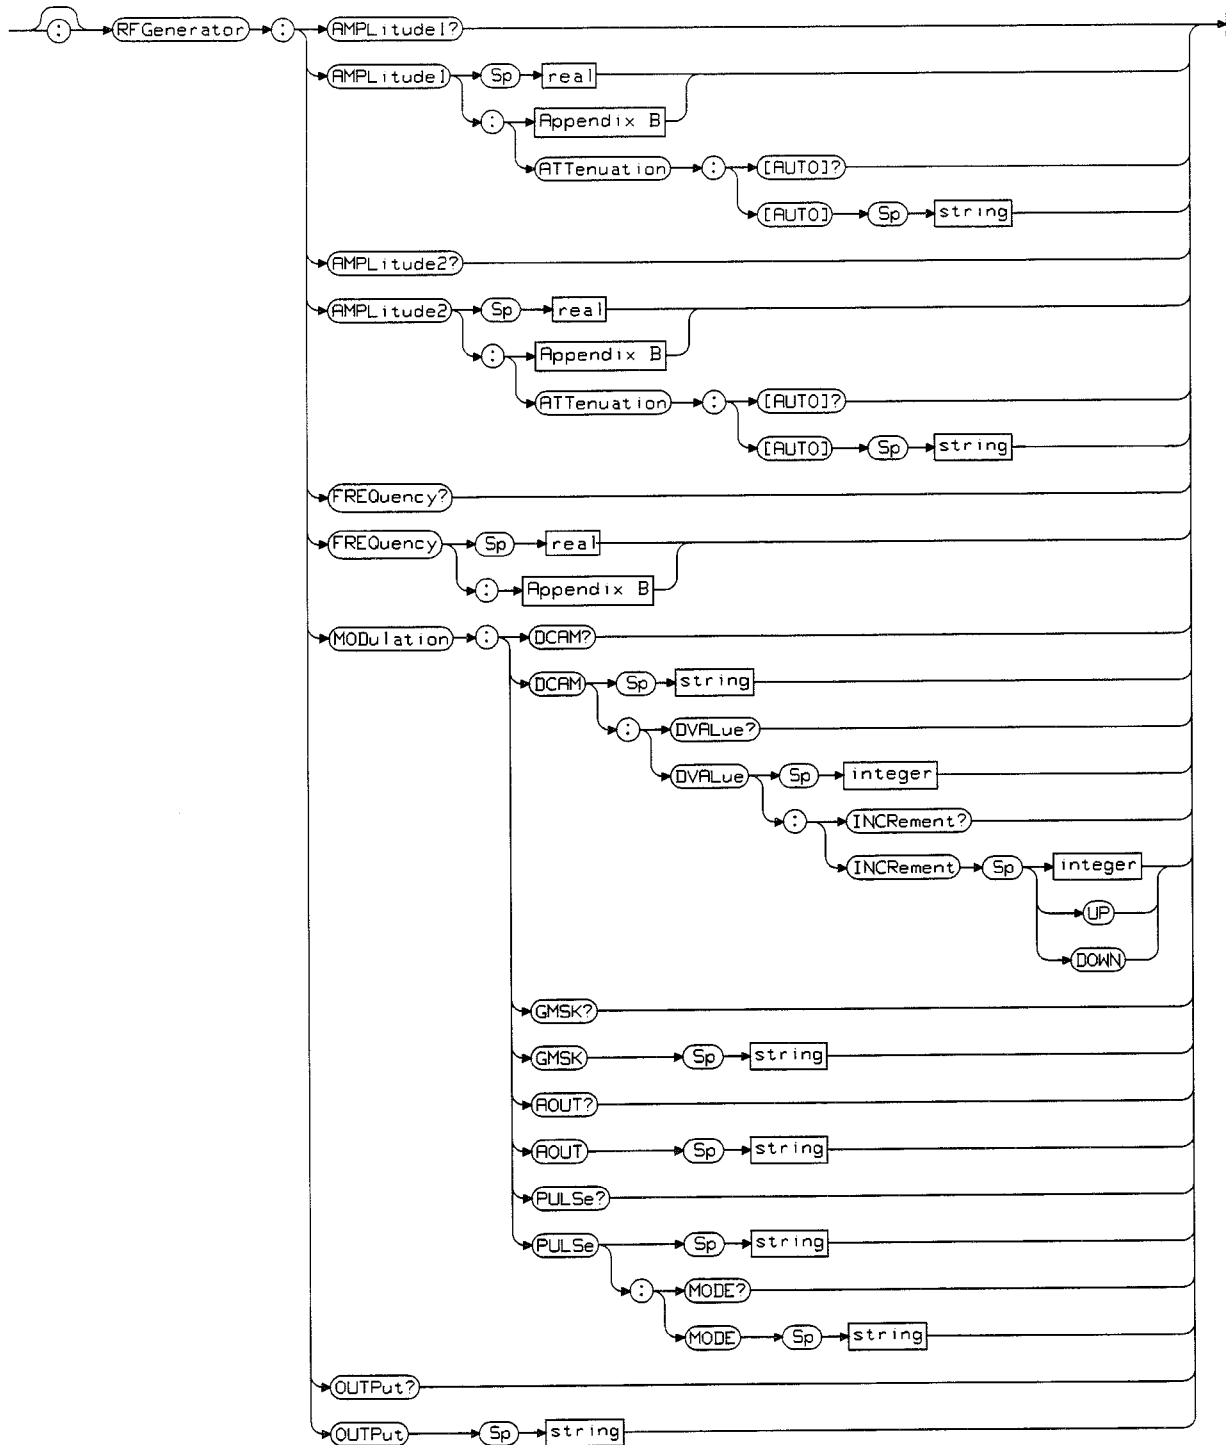 : RFGenerator : AMPLitude1?
AMPLitude1 Sp real
: Appendix B
ATTenuation : [AUTO]?
[AUTO] Sp string
AMPLitude2?
AMPLitude2 Sp real
: Appendix B
ATTenuation : [AUTO]?
[AUTO] Sp string
FREQuency?
FREQuency Sp real
: Appendix B
MODulation : DCAM?
DCAM Sp string
: DVALue?
DVALue Sp integer
: INCRement?
INCRement Sp integer
UP
DOWN
GMSK?
GMSK Sp string
AOUT?
AOUT Sp string
PULSe?
PULSe Sp string
: MODE?
MODE Sp string
OUTPut?
OUTPut Sp string